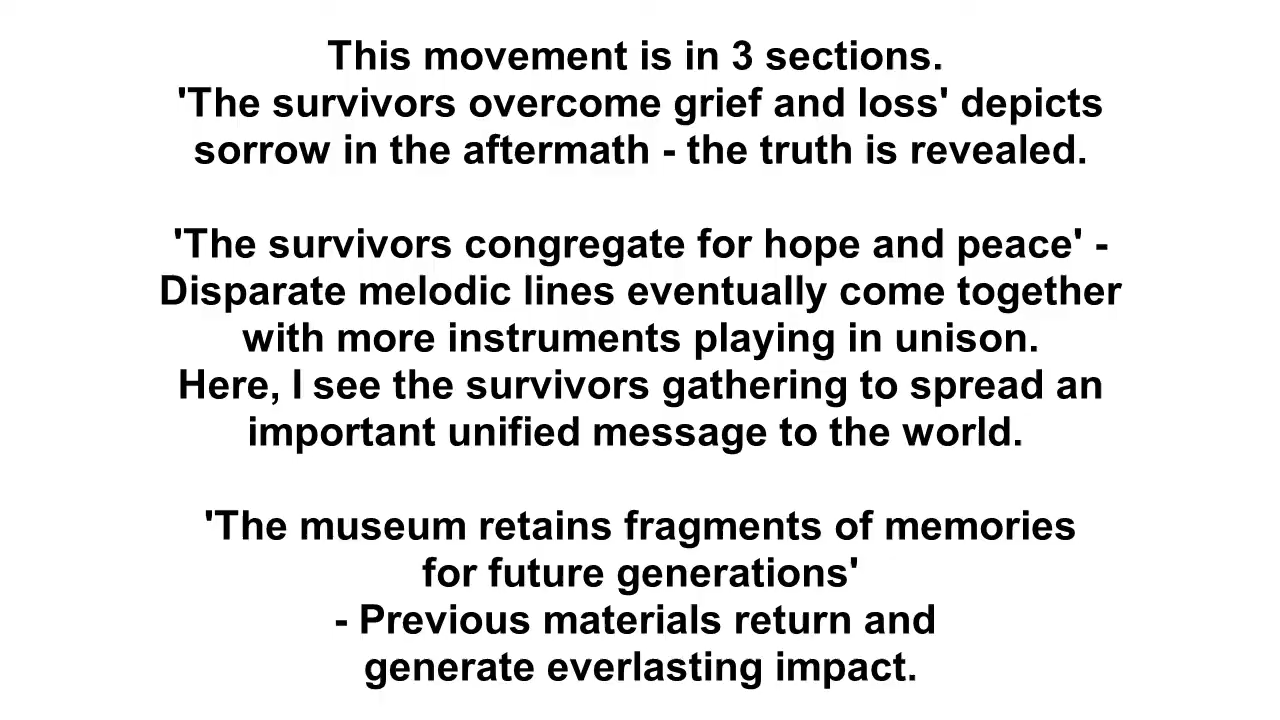 This movement is in 3 sections.
'The survivors overcome grief and loss' depicts
sorrow in the aftermath - the truth is revealed.
'The survivors congregate for hope and peace' -
Disparate melodic lines eventually come together
with more instruments playing in unison.
Here, I see the survivors gathering to spread an
important unified message to the world.
'The museum retains fragments of memories
for future generations'
- Previous materials return and
generate everlasting impact.